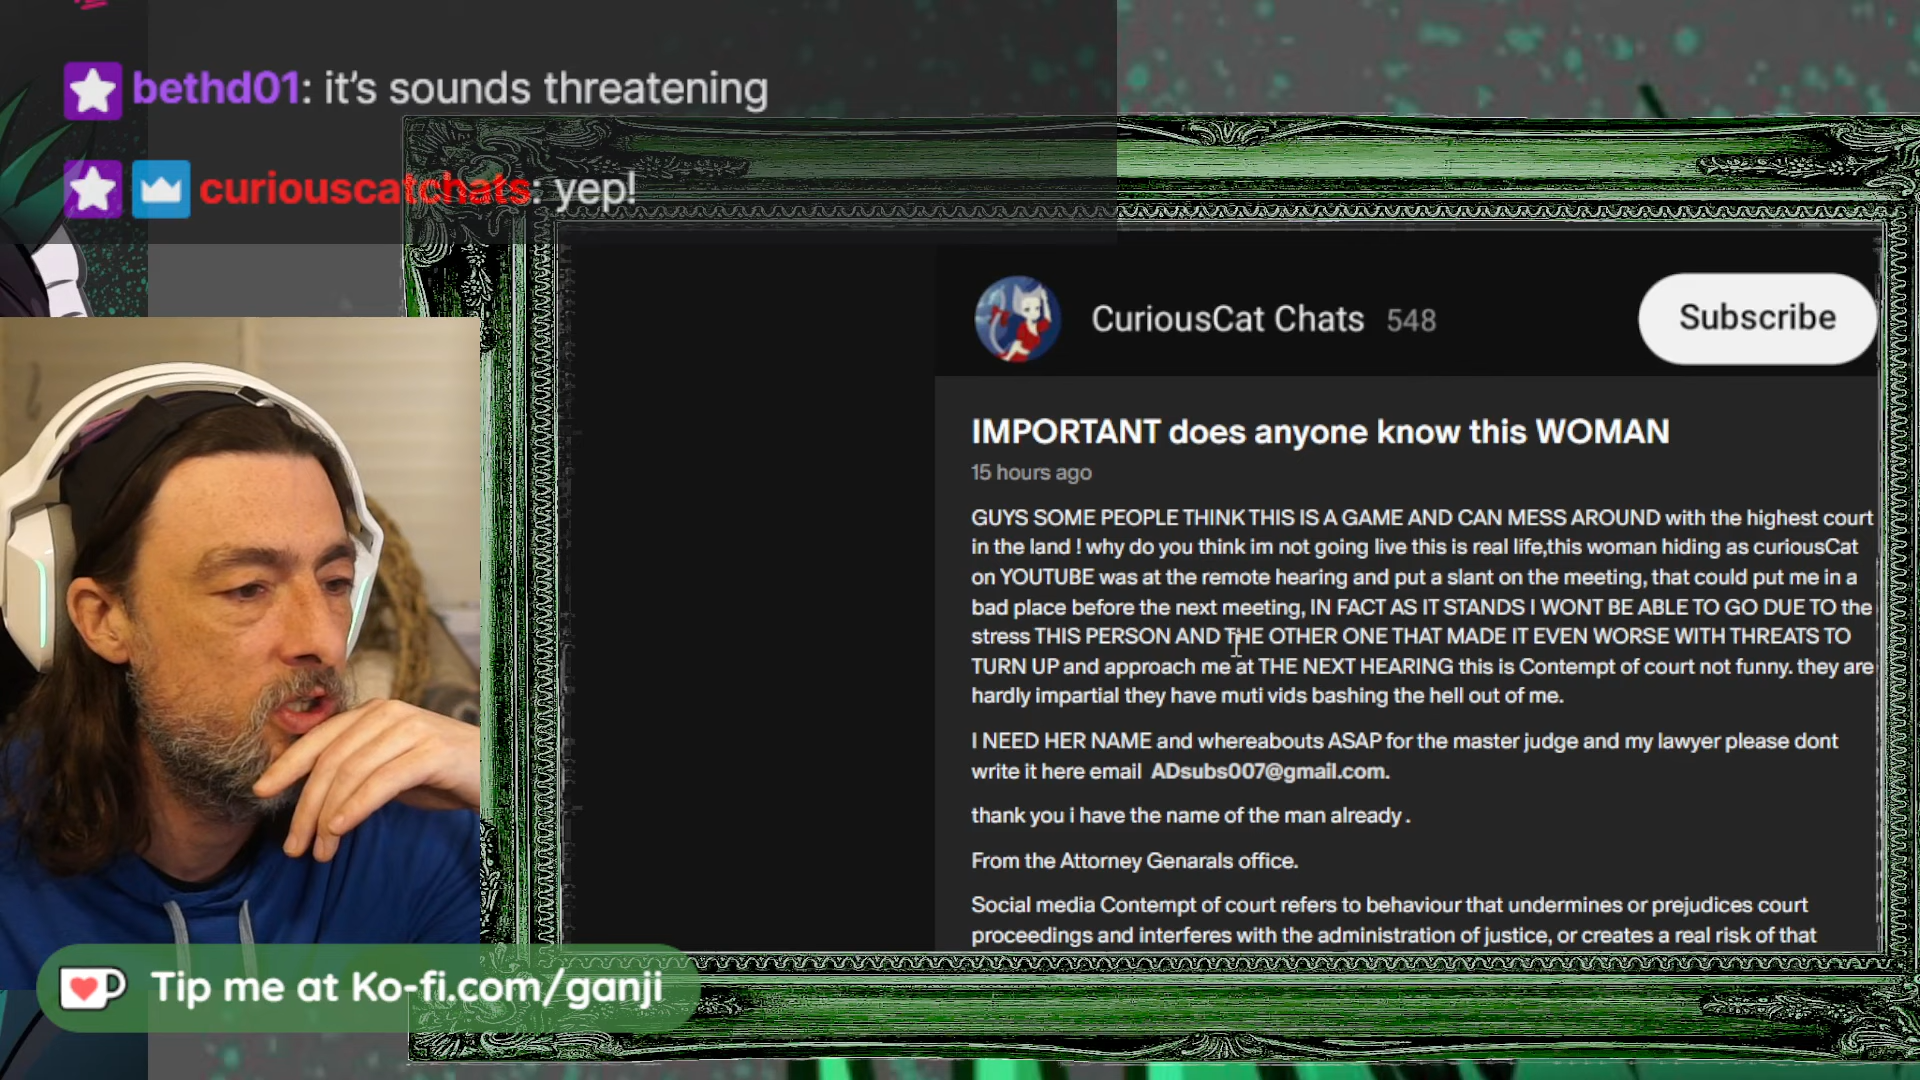 bethd01: it's sounds threatening
curiouscatchats: yep!
CuriousCat Chats 548
Subscribe
IMPORTANT does anyone know this WOMAN
15 hours ago
GUYS SOME PEOPLE THINK THIS IS A GAME AND CAN MESS AROUND with the highest court
in the land ! why do you think im not going live this is real life,this woman hiding as curiousCat
on YOUTUBE was at the remote hearing and put a slant on the meeting, that could put me in a
bad place before the next meeting, IN FACT AS IT STANDS I WONT BE ABLE TO GO DUE TO the
stress THIS PERSON AND THE OTHER ONE THAT MADE IT EVEN WORSE WITH THREATS TO
TURN UP and approach me at THE NEXT HEARING this is Contempt of court not funny. they are
hardly impartial they have muti vids bashing the hell out of me.
I NEED HER NAME and whereabouts ASAP for the master judge and my lawyer please dont
write it here email ADsubs007@gmail.com.
thank you i have the name of the man already .
From the Attorney Genarals office.
Social media Contempt of court refers to behaviour that undermines or prejudices court
proceedings and interferes with the administration of justice, or creates a real risk of that
Tip me at Ko-fi.com/ganji